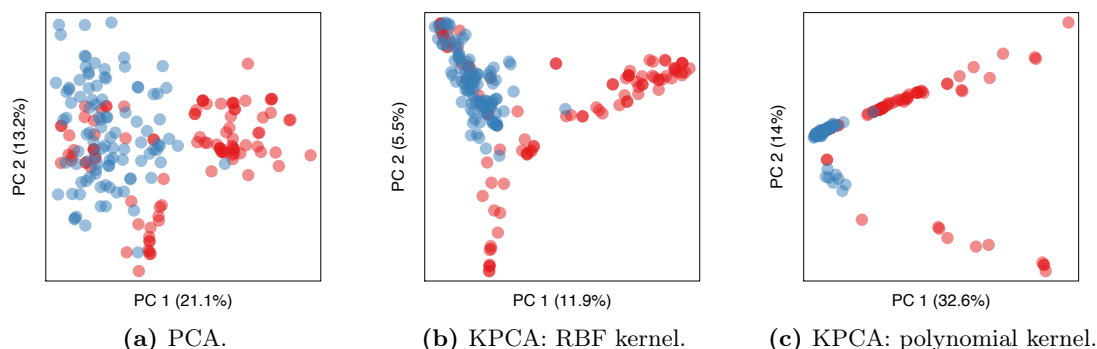 PC 2 (13.2%)
PC 1 (21.1%)
(a) PCA.
PC 2 (5.5%)
PC 1 (11.9%)
(b) KPCA: RBF kernel.
PC 2 (14%)
PC 1 (32.6%)
(c) KPCA: polynomial kernel.